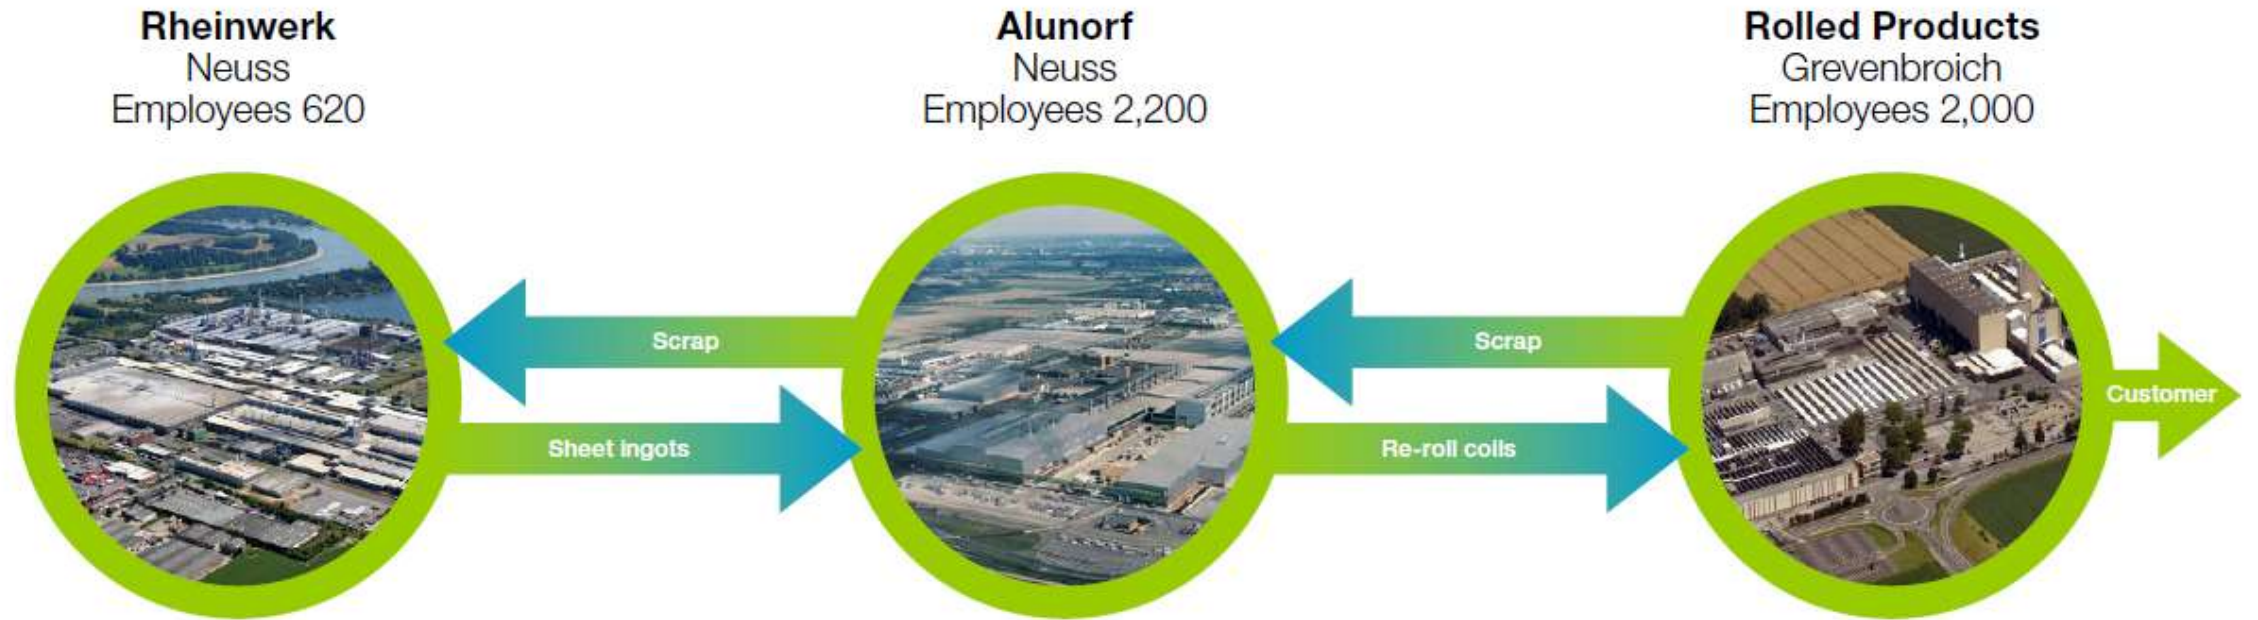 Rheinwerk
Neuss
Employees 620
Alunorf
Neuss
Employees 2,200
Rolled Products
Grevenbroich
Employees 2,000
Scrap
Scrap
Customer
Sheet ingots
Re-roll coils